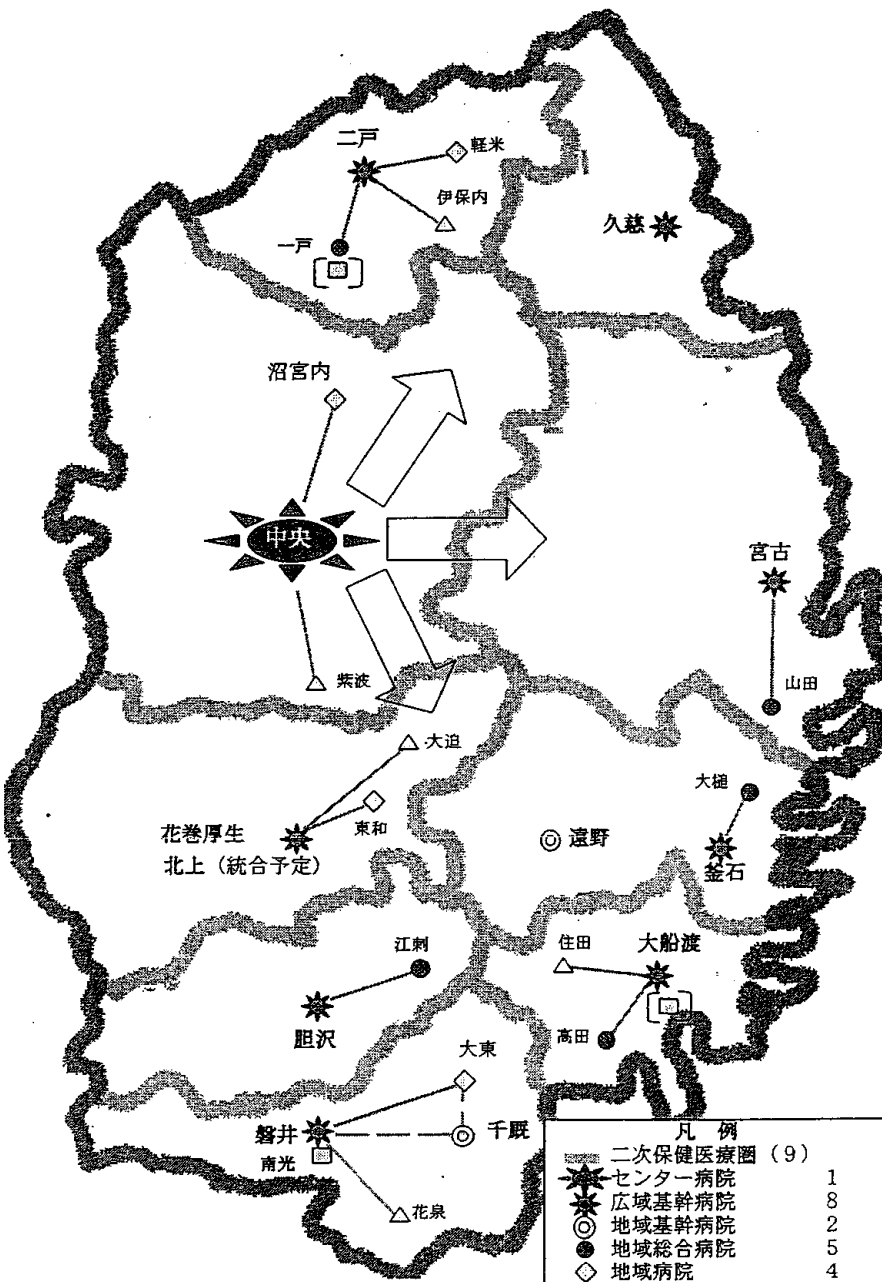 二戸
軽米
伊保内
一戸
久慈
沼宮内
中央
宮古
紫波
山田
大迫
大槌
東和
花巻厚生
北上（統合予定）
遠野
釜石
江刺
住田
大船渡
胆沢
高田
大東
磐井
千厩
南光
花泉
凡 例
二次保健医療圏（9）
センター病院 1
広域基幹病院 8
地域基幹病院 2
地域総合病院 5
地域病院 4